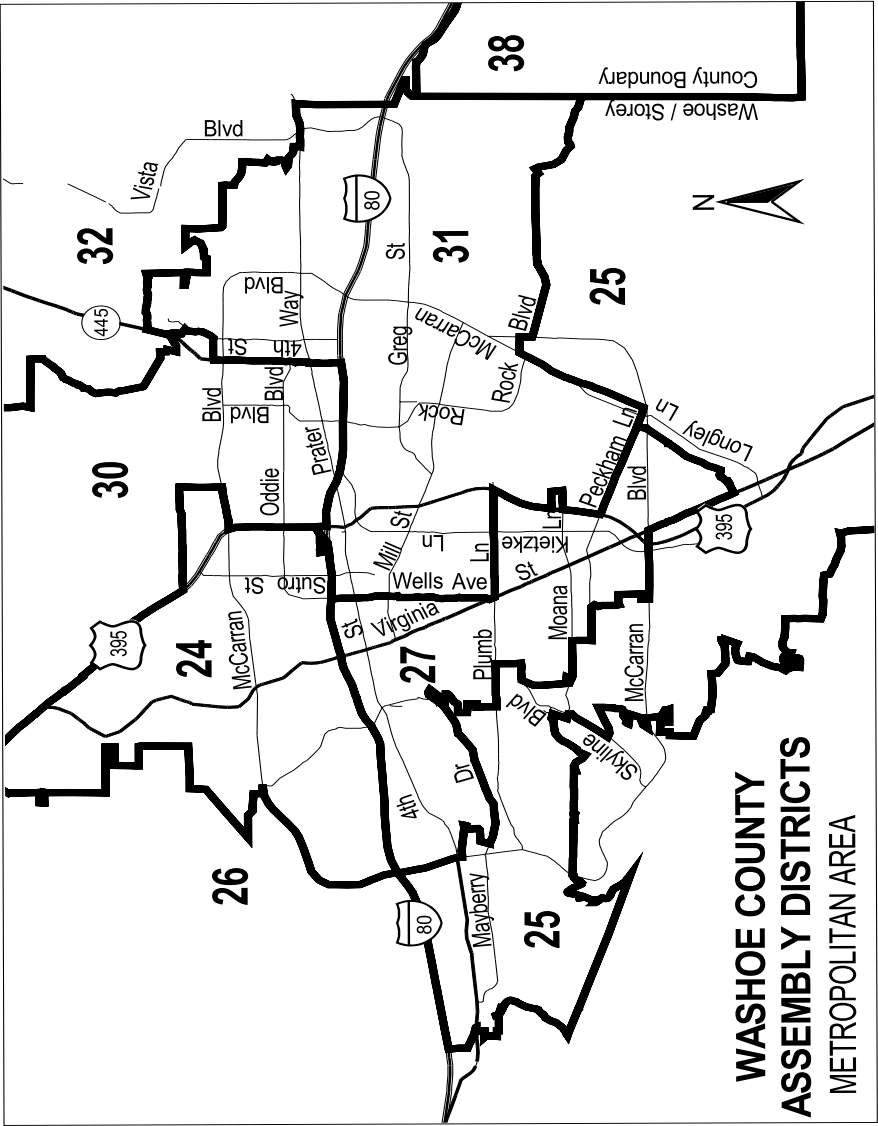 WASHOE COUNTY
ASSEMBLY DISTRICTS
METROPOLITAN AREA
38
County Boundary
Washoe / Storey
Blvd
Vista
80
32
St
31
N
25
Blvd
Way
445
McCarran
Blvd
4th
St
Greg
Rock
Blvd
Blvd
Blvd
Rock
Ln
Longley
Ln
Peckham
Prater
30
Oddie
Blvd
St
Mill
Ln
Ln
Kietzke
Ln
395
St
Sutro
St
Wells Ave
395
St
Virginia
Moana
24
McCarran
27
Plumb
McCarran
Blvd
Skyline
Dr
4th
26
80
Mayberry
25